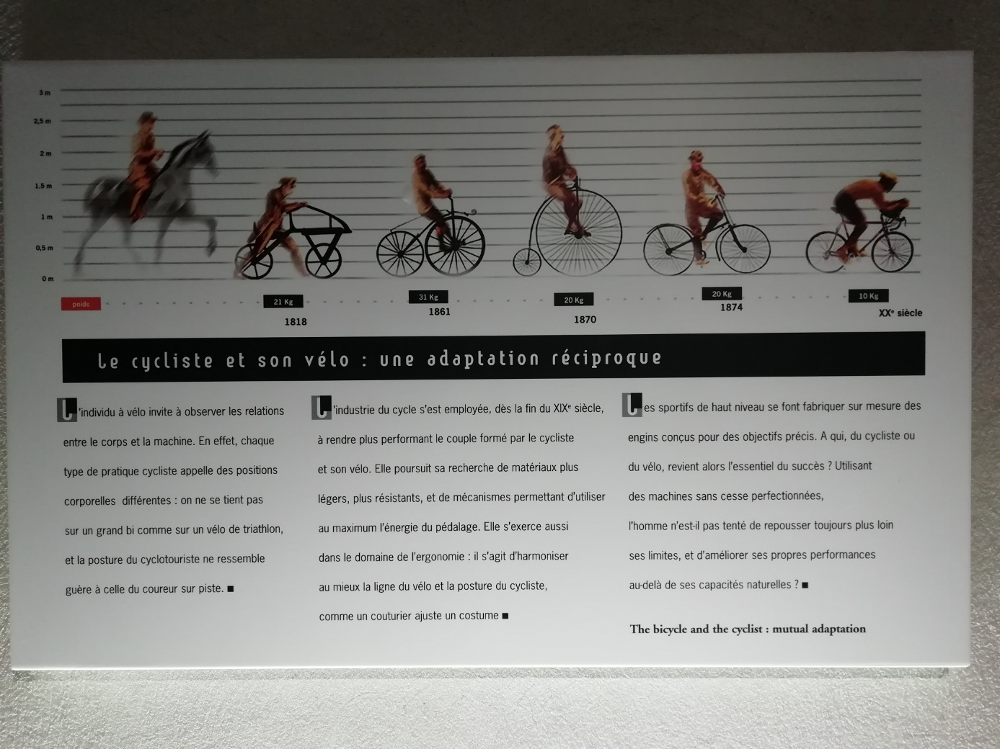 3 m
2,5 m
2 m
1,5 m
1 m
0,5 m
0 m
poids
21 Kg
31 Kg
20 Kg
20 Kg
10 Kg
1818
1861
1870
1874
XXe siècle
Le cycliste et son vélo : une adaptation réciproque
L'individu à vélo invite à observer les relations
entre le corps et la machine. En effet, chaque
type de pratique cycliste appelle des positions
corporelles différentes : on ne se tient pas
sur un grand bi comme sur un vélo de triathlon,
et la posture du cyclotouriste ne ressemble
guère à celle du coureur sur piste. ■
L'industrie du cycle s'est employée, dès la fin du XIXe siècle,
à rendre plus performant le couple formé par le cycliste
et son vélo. Elle poursuit sa recherche de matériaux plus
légers, plus résistants, et de mécanismes permettant d'utiliser
au maximum l'énergie du pédalage. Elle s'exerce aussi
dans le domaine de l'ergonomie : il s'agit d'harmoniser
au mieux la ligne du vélo et la posture du cycliste,
comme un couturier ajuste un costume ■
Les sportifs de haut niveau se font fabriquer sur mesure des
engins conçus pour des objectifs précis. A qui, du cycliste ou
du vélo, revient alors l'essentiel du succès ? Utilisant
des machines sans cesse perfectionnées,
l'homme n'est-il pas tenté de repousser toujours plus loin
ses limites, et d'améliorer ses propres performances
au-delà de ses capacités naturelles ? ■
The bicycle and the cyclist : mutual adaptation